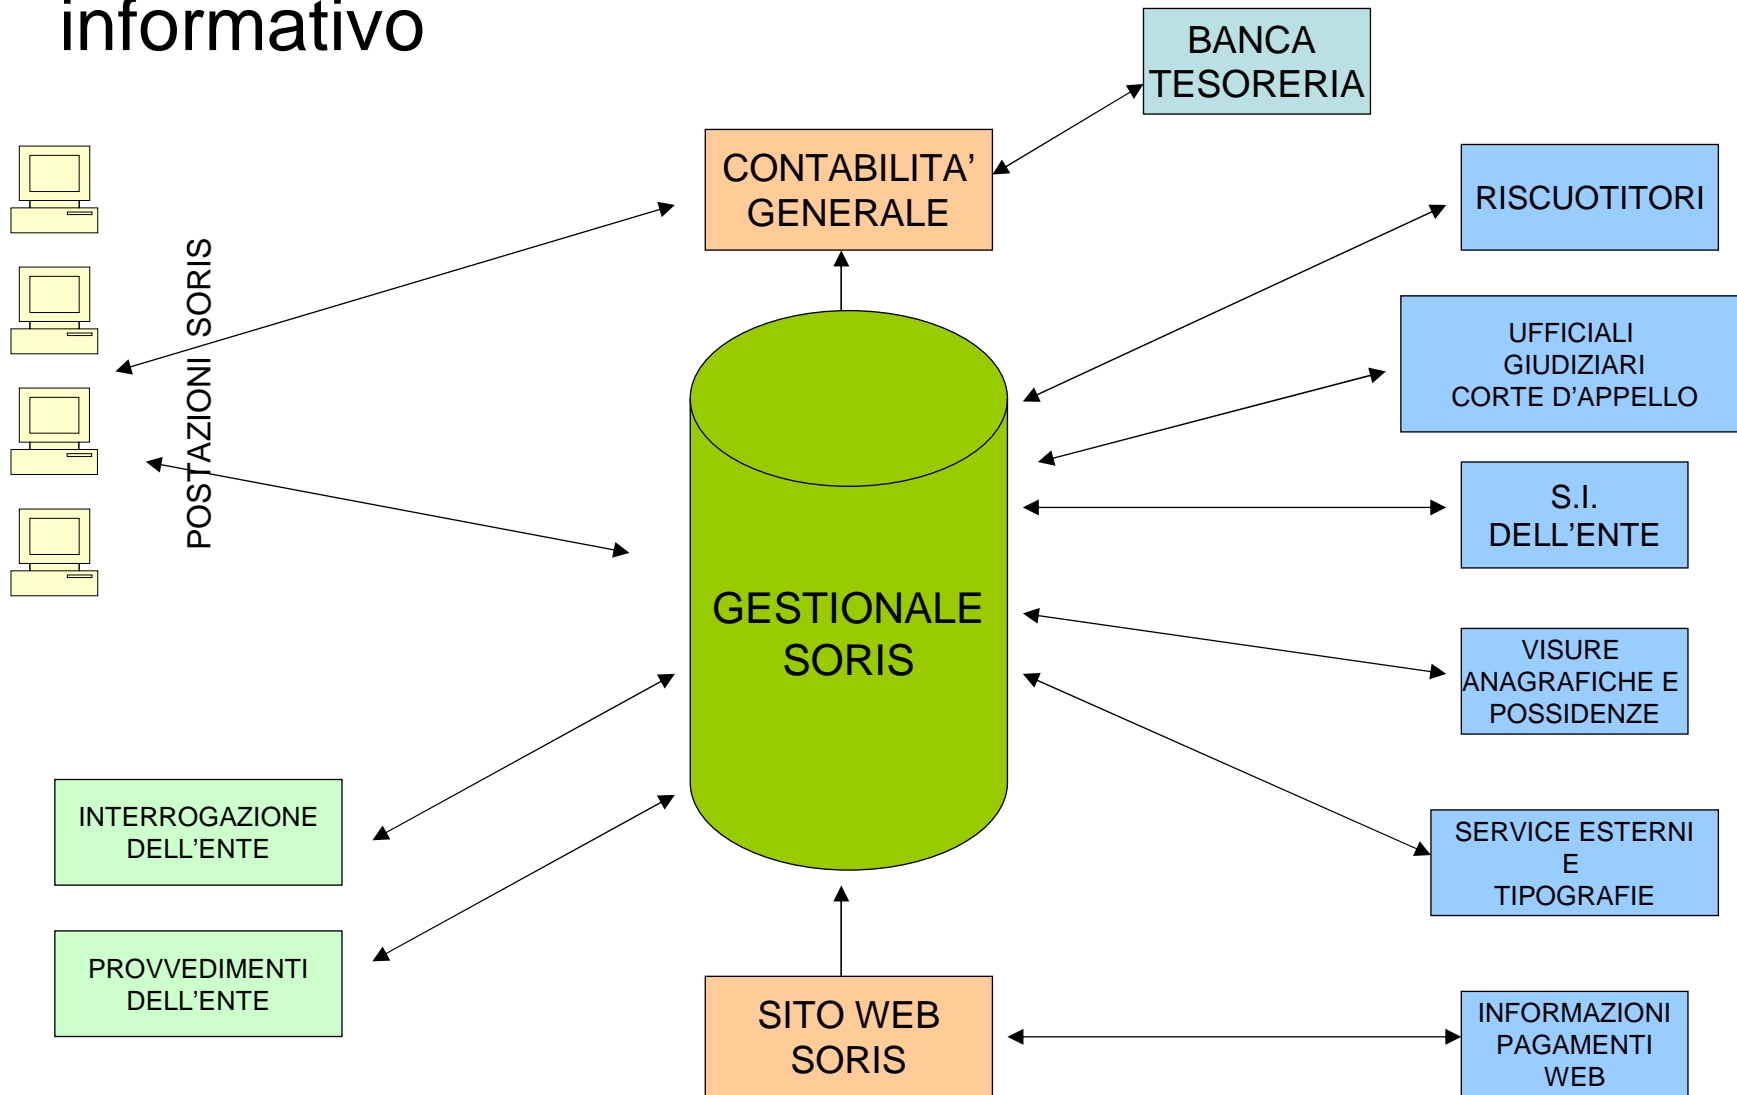 informativo
BANCA
TESORERIA
CONTABILITA’
GENERALE
RISCUOTITORI
POSTAZIONI SORIS
UFFICIALI
GIUDIZIARI
CORTE D’APPELLO
S.I.
DELL’ENTE
GESTIONALE
SORIS
VISURE
ANAGRAFICHE E
POSSIDENZE
INTERROGAZIONE
DELL’ENTE
SERVICE ESTERNI
E
TIPOGRAFIE
PROVVEDIMENTI
DELL’ENTE
SITO WEB
SORIS
INFORMAZIONI
PAGAMENTI
WEB